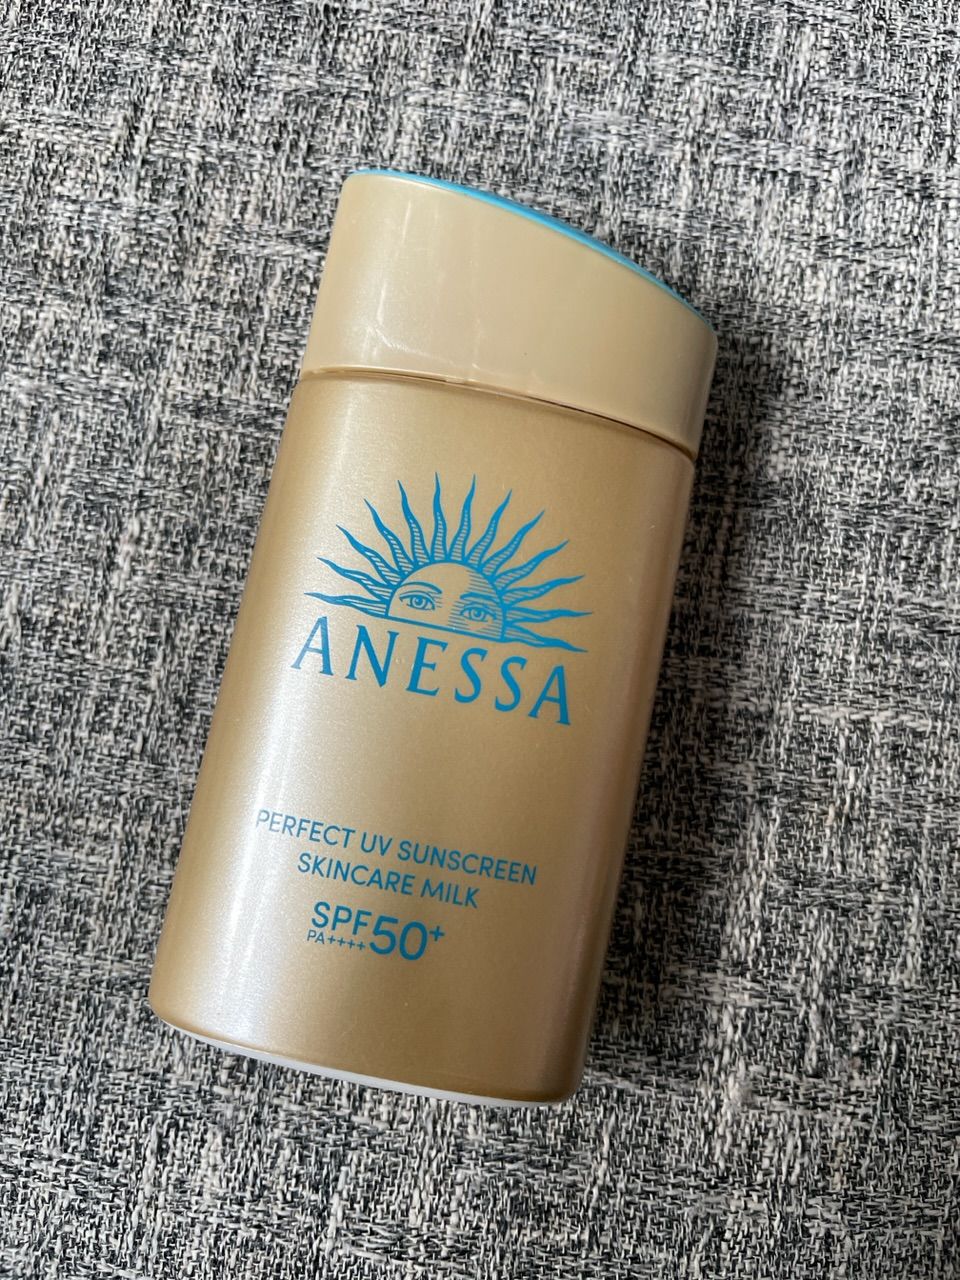 ANESSA
PERFECT UV SUNSCREEN
SKINCARE MILK
SPF50+
PA++++